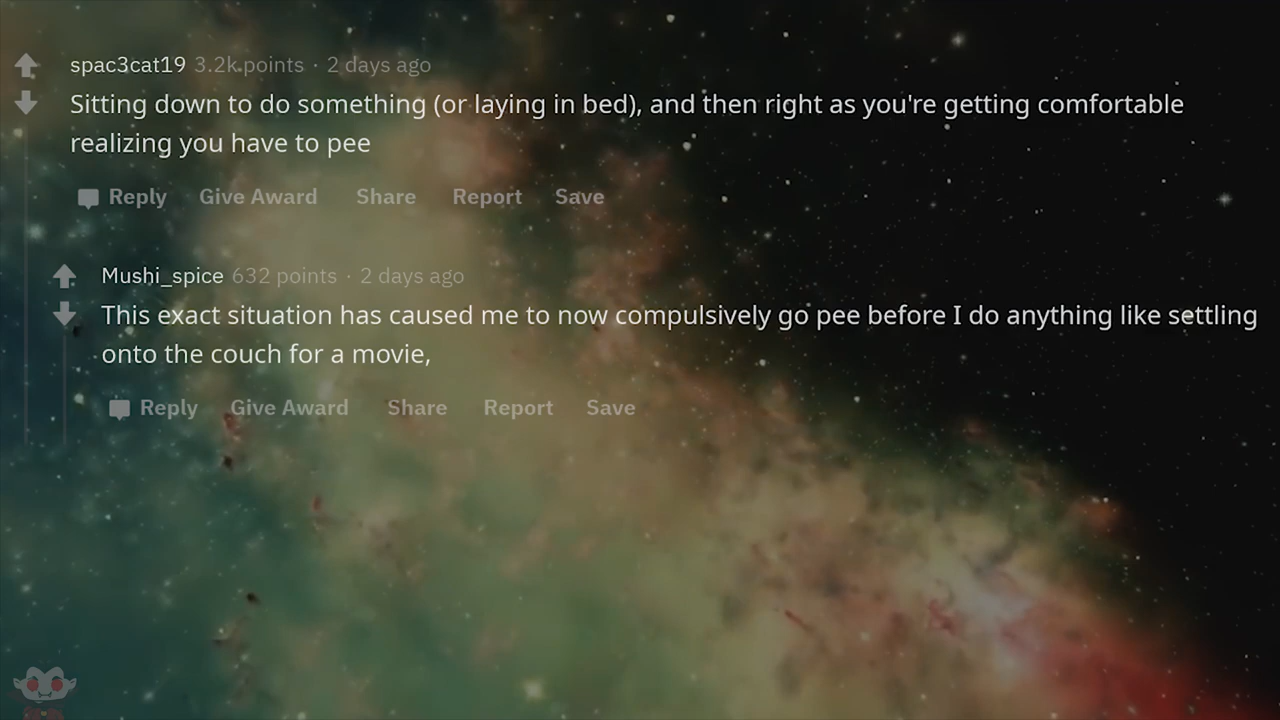 spac3cat19 3.2k points · 2 days ago
Sitting down to do something (or laying in bed), and then right as you're getting comfortable
realizing you have to pee
Reply Give Award Share Report Save
Mushi_spice 632 points · 2 days ago
This exact situation has caused me to now compulsively go pee before I do anything like settling
onto the couch for a movie,
Reply Give Award Share Report Save